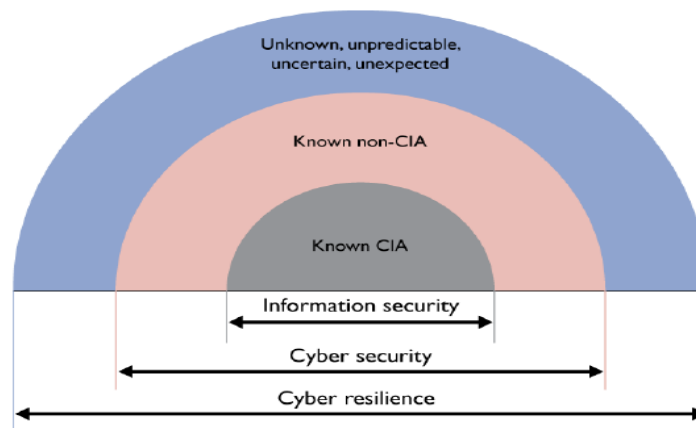 Unknown, unpredictable,
uncertain, unexpected
Known non-CIA
Known CIA
Information security
Cyber security
Cyber resilience